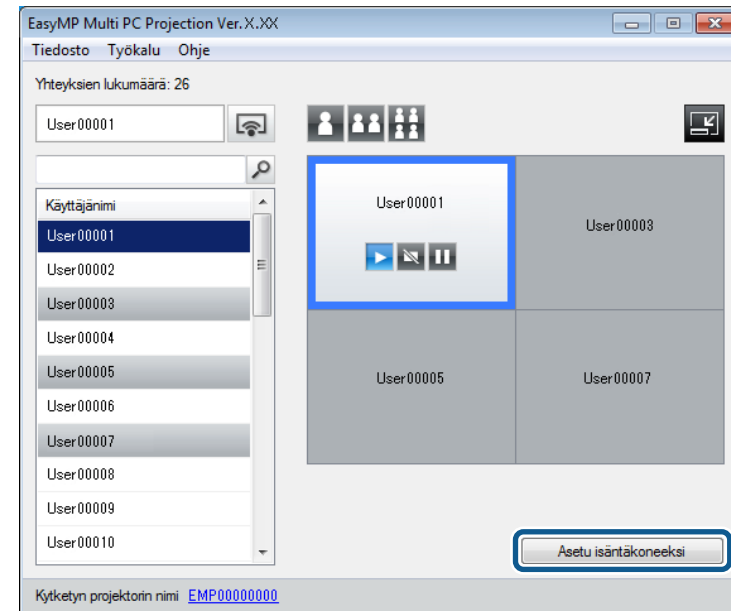 EasyMP Multi PC Projection Ver.X.XX
Tiedosto Työkalu Ohje
Yhteyksien lukumäärä: 26
User00001
Käyttäjänimi
User00001
User00002
User00003
User00004
User00005
User00006
User00007
User00008
User00009
User00010
User00001
User00003
User00005
User00007
Asetu isäntäkoneeksi
Kytketyn projektorin nimi EMP00000000